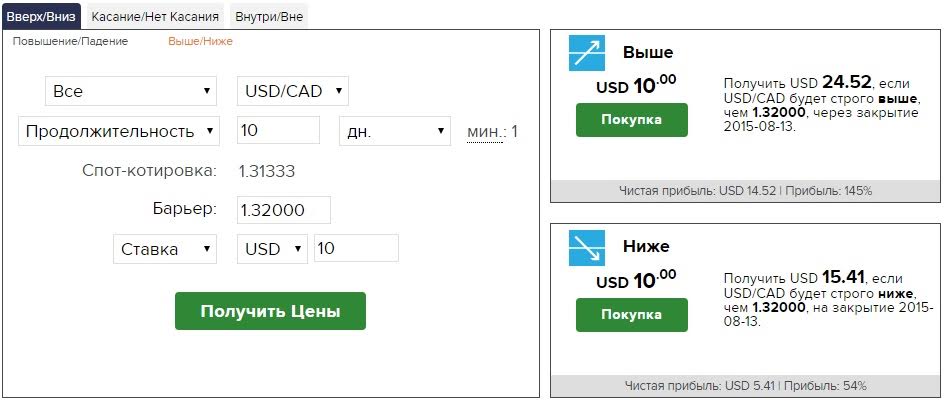 Вверх/Вниз Касание/Нет Касания Внутри/Вне
Повышение/Падение Выше/Ниже
Все USD/CAD
Продолжительность 10 дн. мин.: 1
Спот-котировка: 1.31333
Барьер: 1.32000
Ставка USD 10
Получить Цены
Выше
USD 10.00
Покупка
Получить USD 24.52, если
USD/CAD будет строго выше,
чем 1.32000, через закрытие
2015-08-13.
Чистая прибыль: USD 14.52 | Прибыль: 145%
Ниже
USD 10.00
Покупка
Получить USD 15.41, если
USD/CAD будет строго ниже,
чем 1.32000, на закрытие 2015-
08-13.
Чистая прибыль: USD 5.41 | Прибыль: 54%